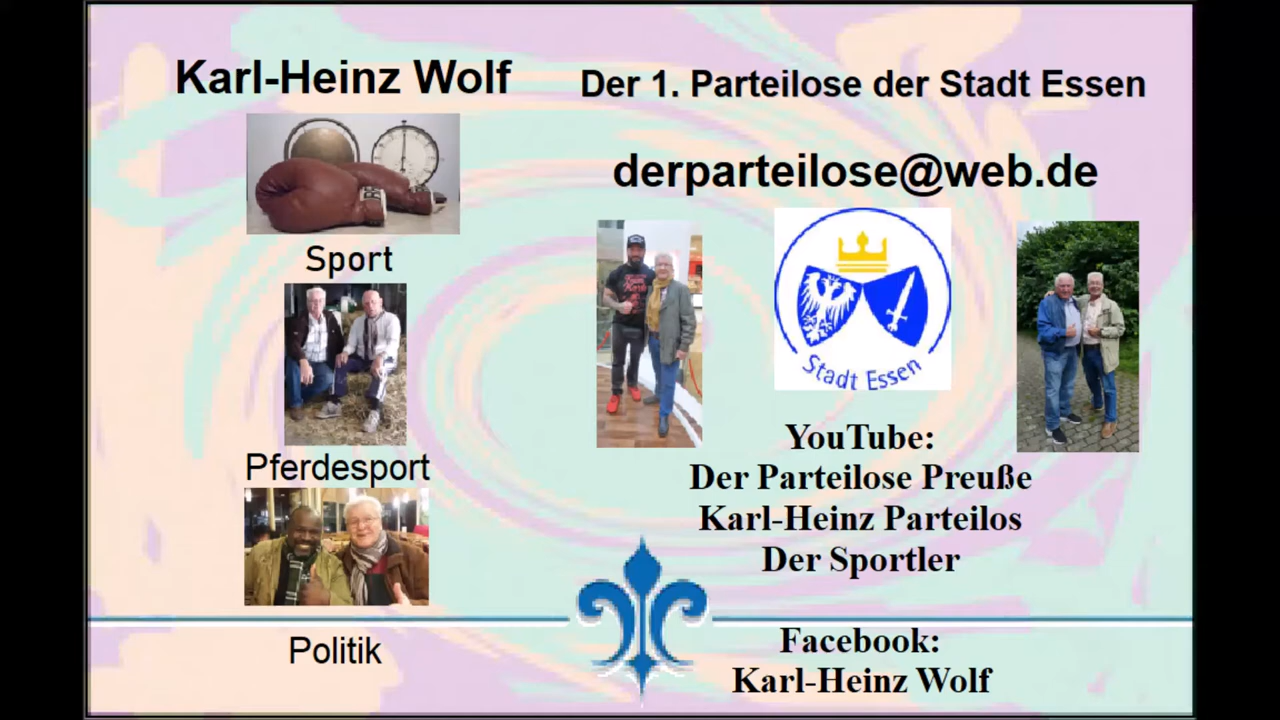 Karl-Heinz Wolf
Der 1. Parteilose der Stadt Essen
derparteilose@web.de
Sport
Pferdesport
Politik
Stadt Essen
YouTube:
Der Parteilose Preuße
Karl-Heinz Parteilos
Der Sportler
Facebook:
Karl-Heinz Wolf